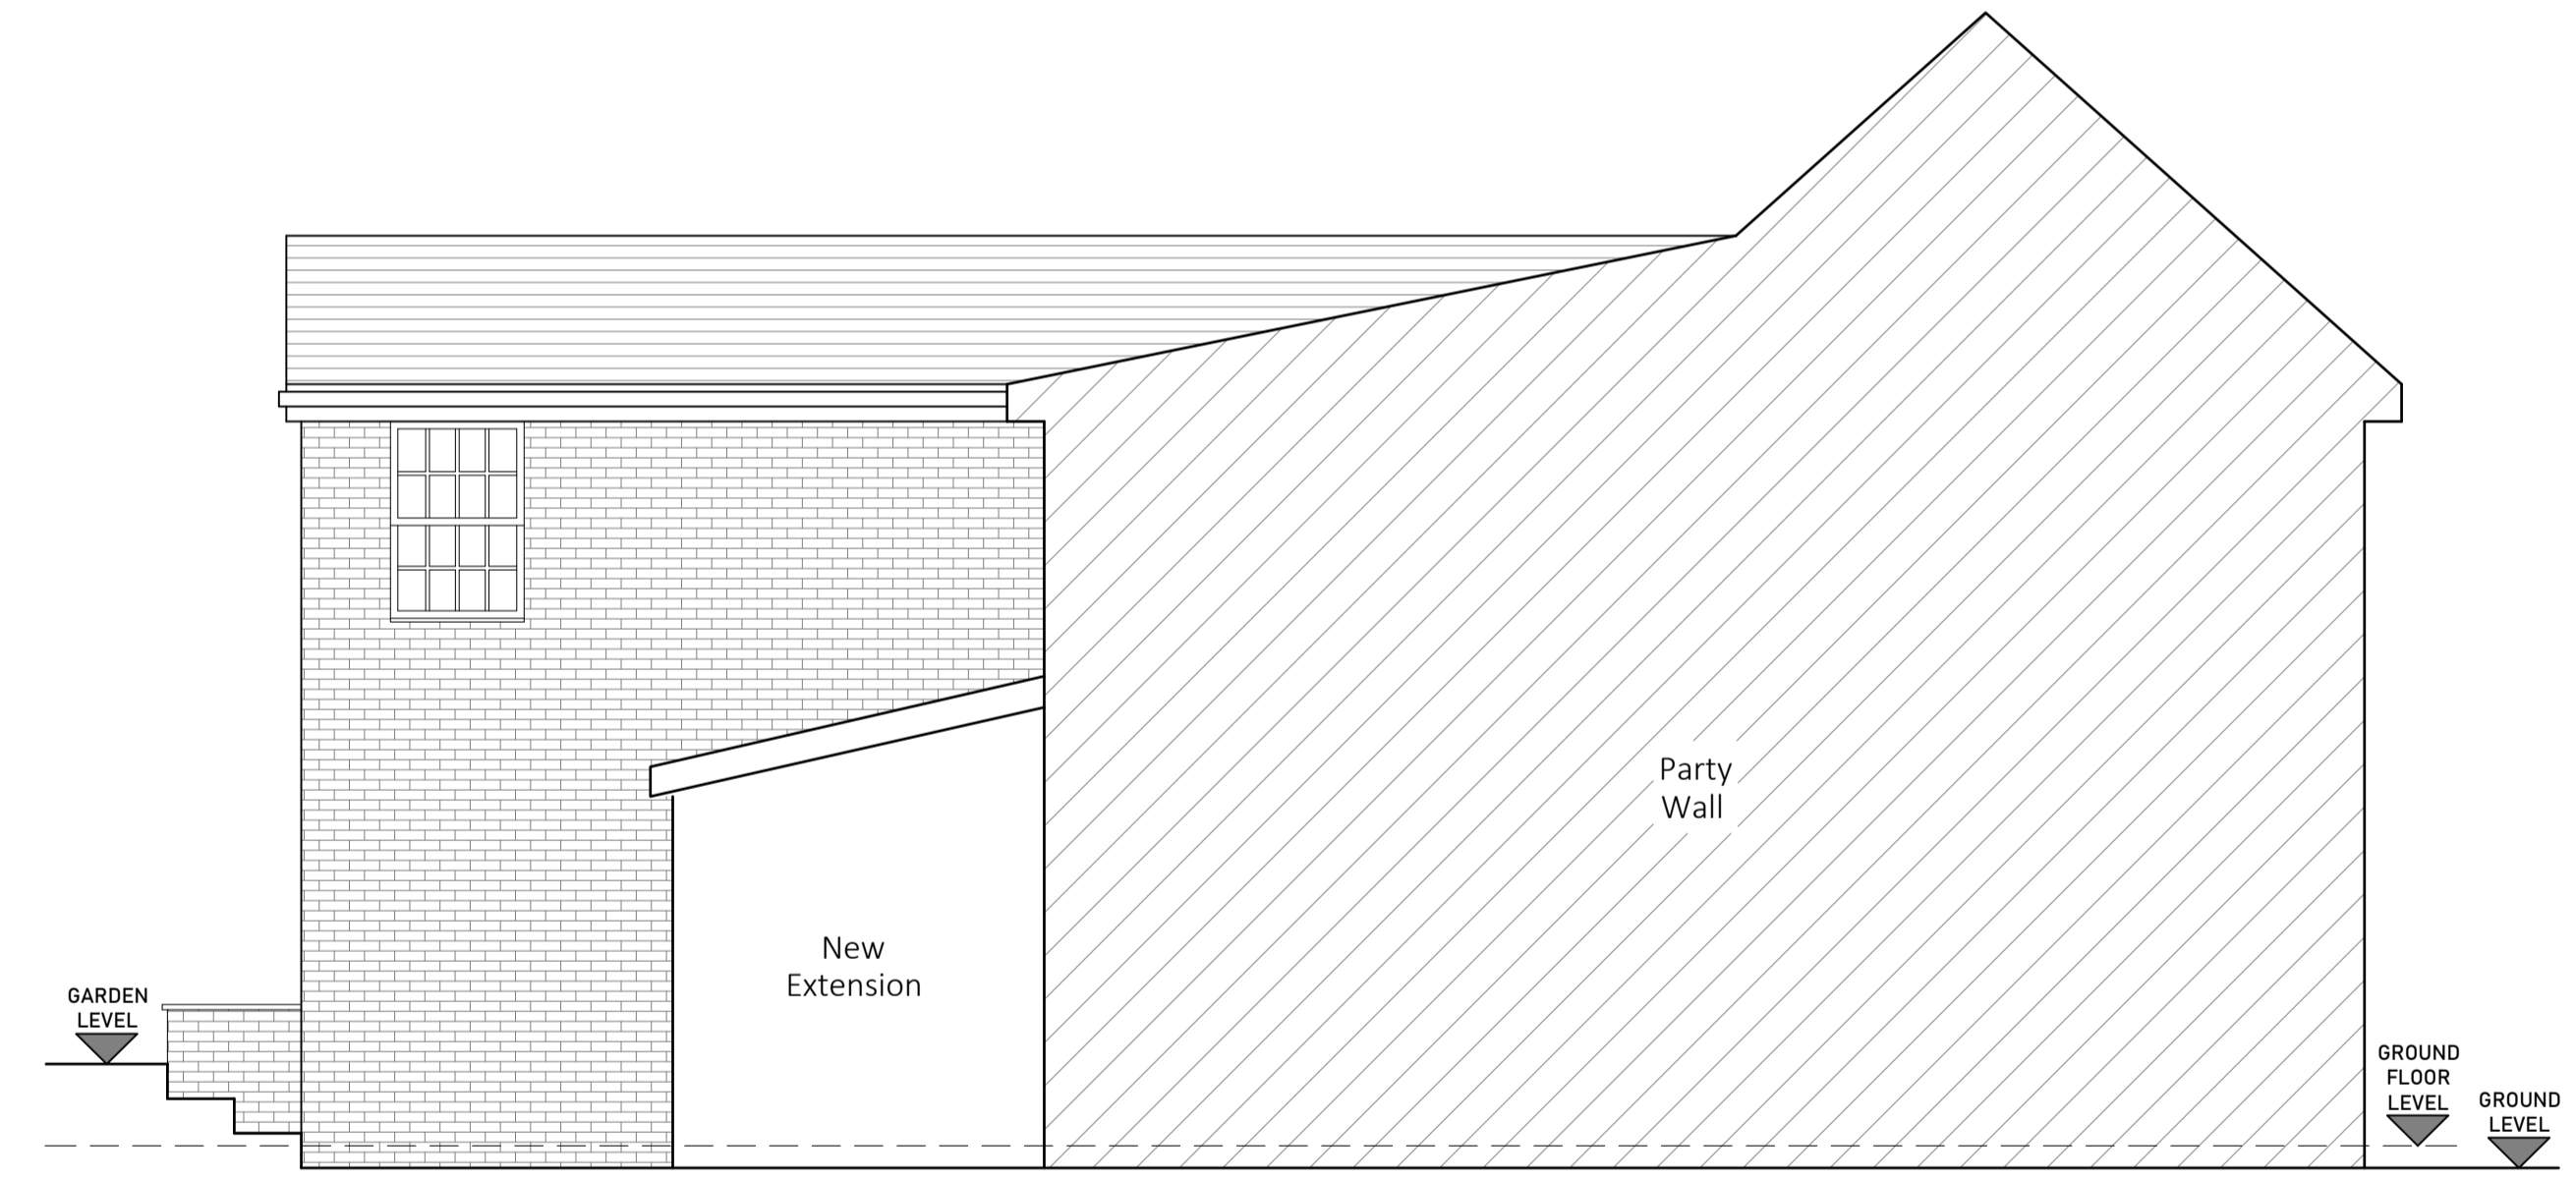 Party
Wall
New
Extension
GARDEN
LEVEL
GROUND
FLOOR
LEVEL
GROUND
LEVEL